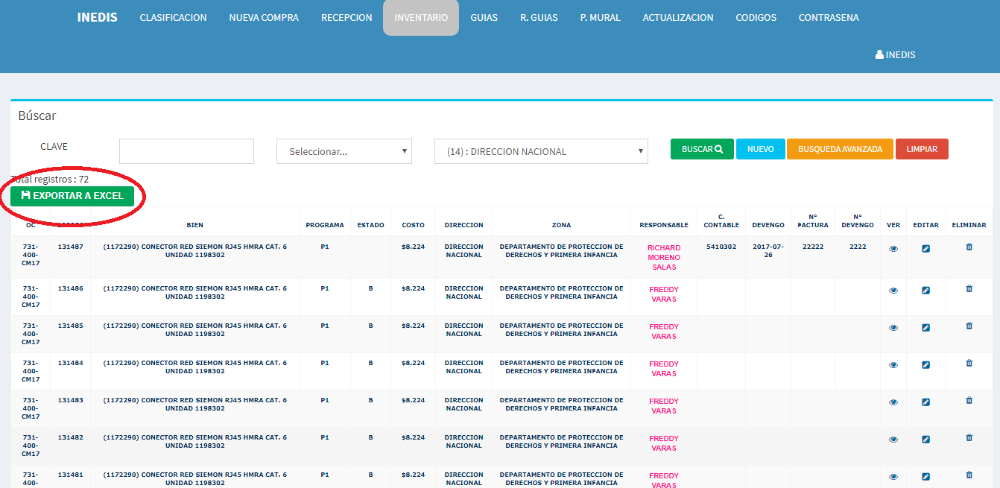 INEDIS CLASIFICACION NUEVA COMPRA RECEPCION INVENTARIO GUIAS R. GUIAS P. MURAL ACTUALIZACION CODIGOS CONTRASENA
INEDIS
Búscar
CLAVE Seleccionar... (14) : DIRECCION NACIONAL BUSCAR NUEVO BUSQUEDA AVANZADA LIMPIAR
Total registros : 72
EXPORTAR A EXCEL
OC BIEN PROGRAMA ESTADO COSTO DIRECCION ZONA RESPONSABLE C. CONTABLE DEVENGO N° FACTURA N° DEVENGO VER EDITAR ELIMINAR
731- 131487 (1172290) CONECTOR RED SIEMON RJ45 HMRA CAT. 6 P1 $8.224 DIRECCION DEPARTAMENTO DE PROTECCION DE RICHARD 5410302 2017-07- 22222 2222
400- UNIDAD 1198302 NACIONAL DERECHOS Y PRIMERA INFANCIA MORENO 26
CM17 SALAS
731- 131486 (1172290) CONECTOR RED SIEMON RJ45 HMRA CAT. 6 P1 B $8.224 DIRECCION DEPARTAMENTO DE PROTECCION DE FREDDY
400- UNIDAD 1198302 NACIONAL DERECHOS Y PRIMERA INFANCIA VARAS
CM17
731- 131485 (1172290) CONECTOR RED SIEMON RJ45 HMRA CAT. 6 P1 B $8.224 DIRECCION DEPARTAMENTO DE PROTECCION DE FREDDY
400- UNIDAD 1198302 NACIONAL DERECHOS Y PRIMERA INFANCIA VARAS
CM17
731- 131484 (1172290) CONECTOR RED SIEMON RJ45 HMRA CAT. 6 P1 B $8.224 DIRECCION DEPARTAMENTO DE PROTECCION DE FREDDY
400- UNIDAD 1198302 NACIONAL DERECHOS Y PRIMERA INFANCIA VARAS
CM17
731- 131483 (1172290) CONECTOR RED SIEMON RJ45 HMRA CAT. 6 P1 B $8.224 DIRECCION DEPARTAMENTO DE PROTECCION DE FREDDY
400- UNIDAD 1198302 NACIONAL DERECHOS Y PRIMERA INFANCIA VARAS
CM17
731- 131482 (1172290) CONECTOR RED SIEMON RJ45 HMRA CAT. 6 P1 B $8.224 DIRECCION DEPARTAMENTO DE PROTECCION DE FREDDY
400- UNIDAD 1198302 NACIONAL DERECHOS Y PRIMERA INFANCIA VARAS
CM17
731- 131481 (1172290) CONECTOR RED SIEMON RJ45 HMRA CAT. 6 P1 B $8.224 DIRECCION DEPARTAMENTO DE PROTECCION DE FREDDY
400- UNIDAD 1198302 NACIONAL DERECHOS Y PRIMERA INFANCIA VARAS